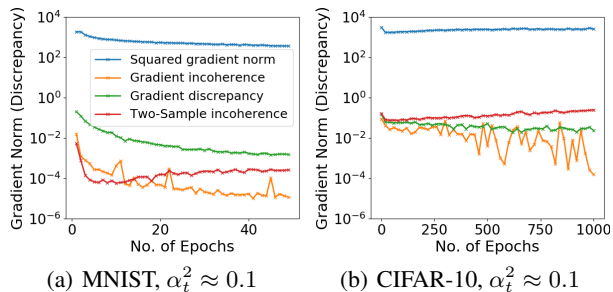 Gradient Norm (Discrepancy)
10^4
10^2
10^0
10^{-2}
10^{-4}
10^{-6}
Squared gradient norm
Gradient incoherence
Gradient discrepancy
Two-Sample incoherence
0 20 40
No. of Epochs
(a) MNIST, α_t^2 ≈ 0.1
Gradient Norm (Discrepancy)
10^4
10^2
10^0
10^{-2}
10^{-4}
10^{-6}
0 250 500 750 1000
No. of Epochs
(b) CIFAR-10, α_t^2 ≈ 0.1